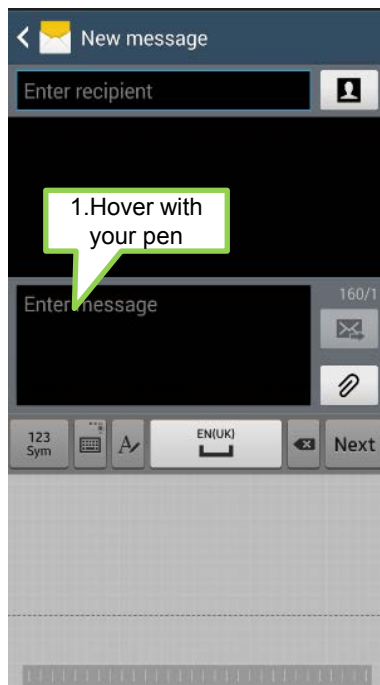 New message
Enter recipient
1.Hover with
your pen
Enter message
160/1
123
Sym
EN(UK)
Next